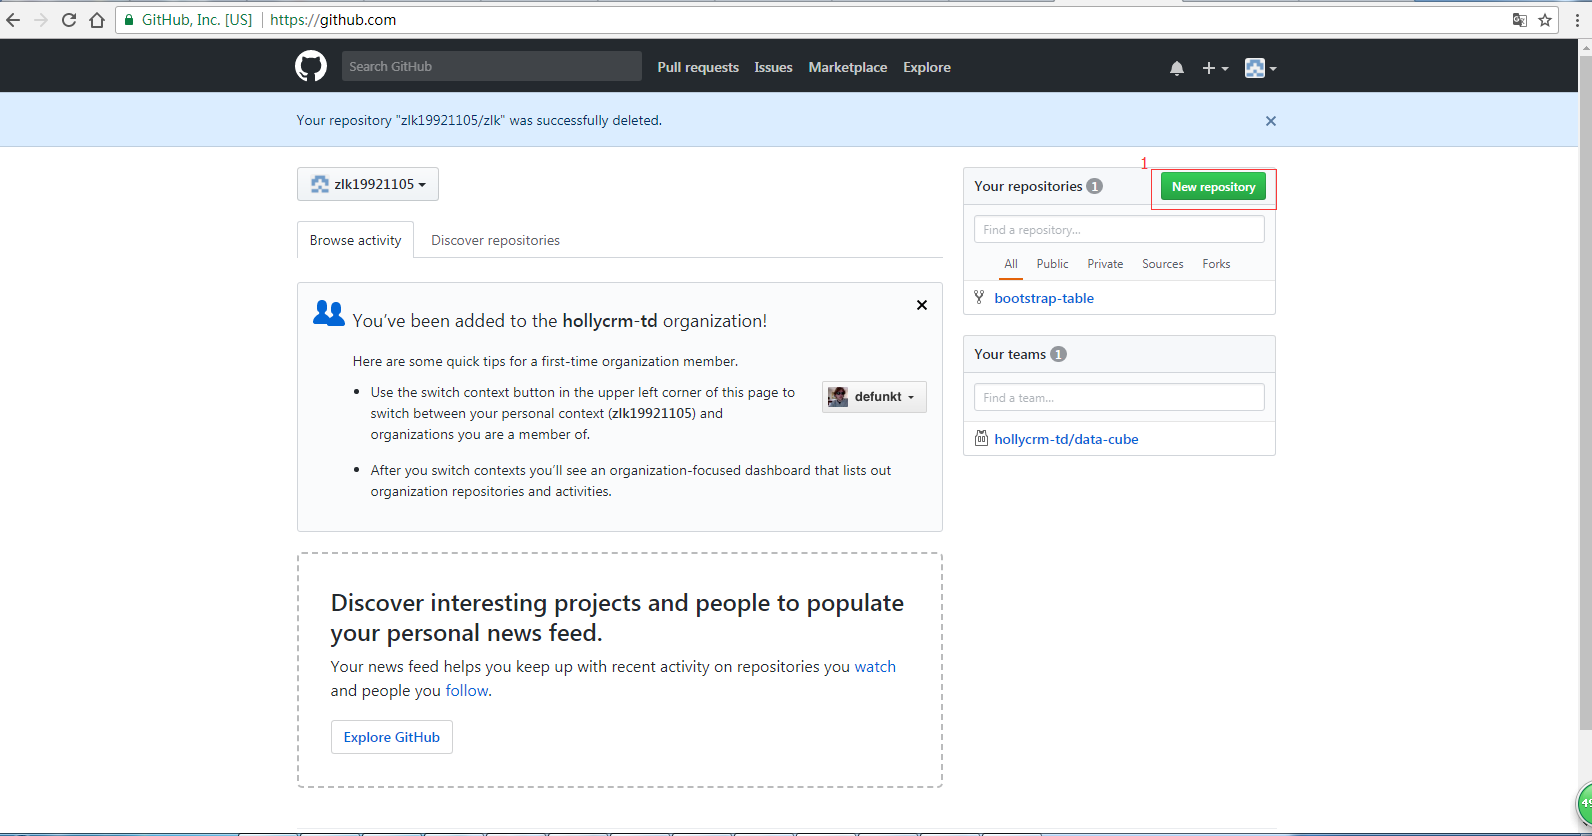 GitHub, Inc. [US] | https://github.com
Search GitHub
Pull requests Issues Marketplace Explore
Your repository "zlk19921105/zlk" was successfully deleted.
zlk19921105
Browse activity Discover repositories
You've been added to the hollycrm-td organization!
Here are some quick tips for a first-time organization member.
Use the switch context button in the upper left corner of this page to
switch between your personal context (zlk19921105) and
organizations you are a member of.
defunkt
After you switch contexts you'll see an organization-focused dashboard that lists out
organization repositories and activities.
Discover interesting projects and people to populate
your personal news feed.
Your news feed helps you keep up with recent activity on repositories you watch
and people you follow.
Explore GitHub
1
Your repositories 1 New repository
Find a repository...
All Public Private Sources Forks
bootstrap-table
Your teams 1
Find a team...
hollycrm-td/data-cube